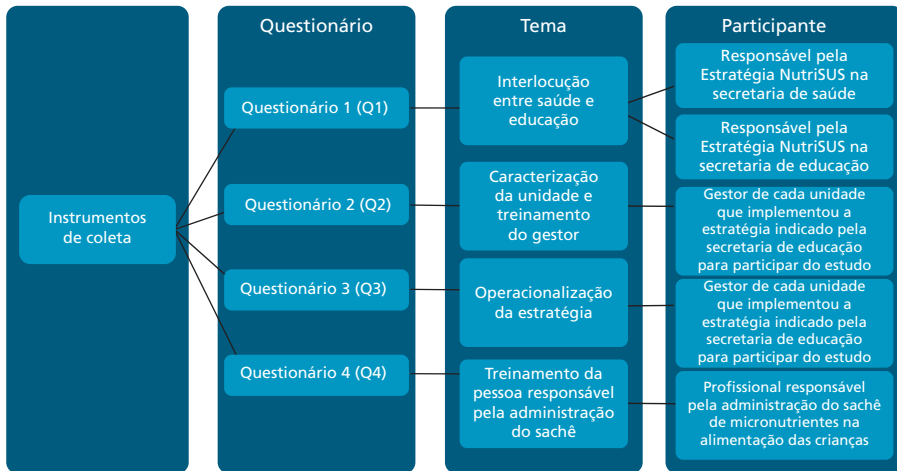 Questionário
Tema
Participante
Instrumentos
de coleta
Questionário 1 (Q1)
Questionário 2 (Q2)
Questionário 3 (Q3)
Questionário 4 (Q4)
Interlocução
entre saúde e
educação
Caracterização
da unidade e
treinamento
do gestor
Operacionalização
da estratégia
Treinamento da
pessoa responsável
pela administração
do sachê
Responsável pela
Estratégia NutriSUS na
secretaria de saúde
Responsável pela
Estratégia NutriSUS na
secretaria de educação
Gestor de cada unidade
que implementou a
estratégia indicado pela
secretaria de educação
para participar do estudo
Gestor de cada unidade
que implementou a
estratégia indicado pela
secretaria de educação
para participar do estudo
Profissional responsável
pela administração do sachê
de micronutrientes na
alimentação das crianças